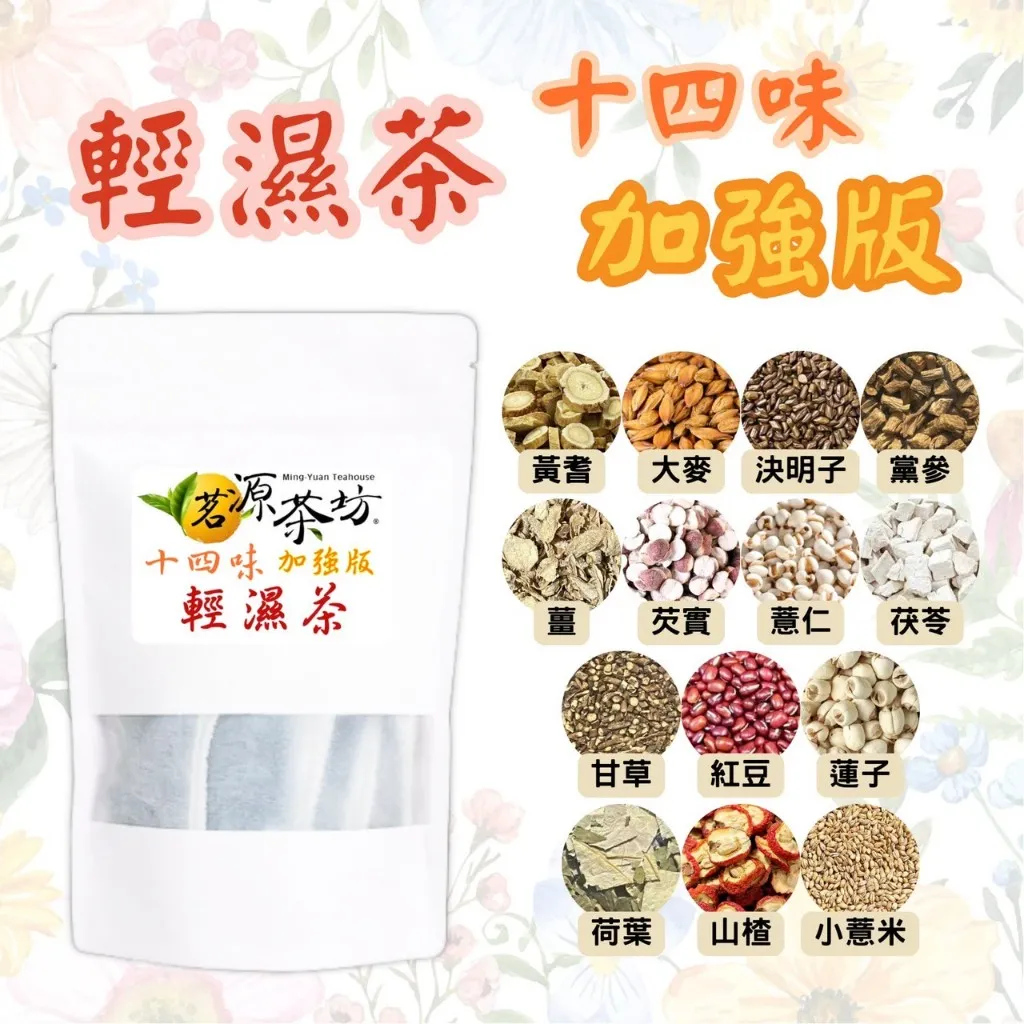 輕濕茶
十四味
加強版
Ming-Yuan Teahouse
茗源茶坊®
十四味 加強版
輕濕茶
黃耆 大麥 決明子 黨參
薑 芡實 薏仁 茯苓
甘草 紅豆 蓮子
荷葉 山楂 小薏米